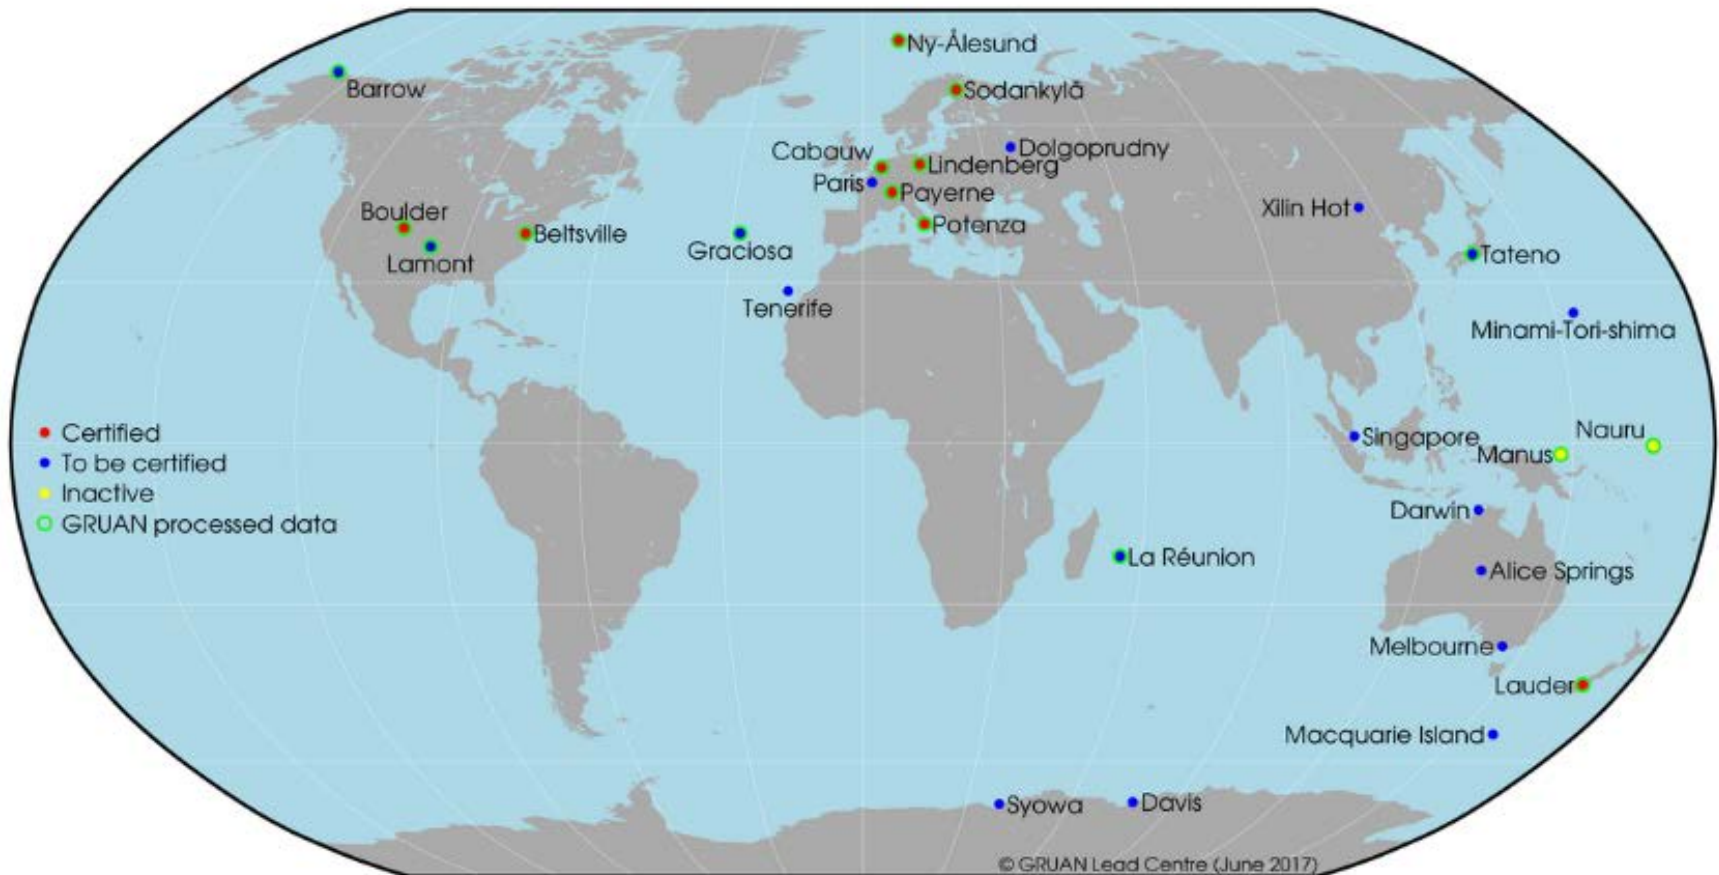 Ny-Ålesund
Barrow
Sodankylä
Dolgoprudny
Cabauw
Lindenberg
Paris
Payerne
Xilin Hot
Boulder
Potenza
Beltsville
Graciosa
Lamont
Tateno
Tenerife
Minami-Tori-shima
Certified
To be certified
Inactive
GRUAN processed data
Nauru
Singapore
Manus
Darwin
La Réunion
Alice Springs
Melbourne
Lauder
Macquarie Island
Syowa
Davis
© GRUAN Lead Centre (June 2017)